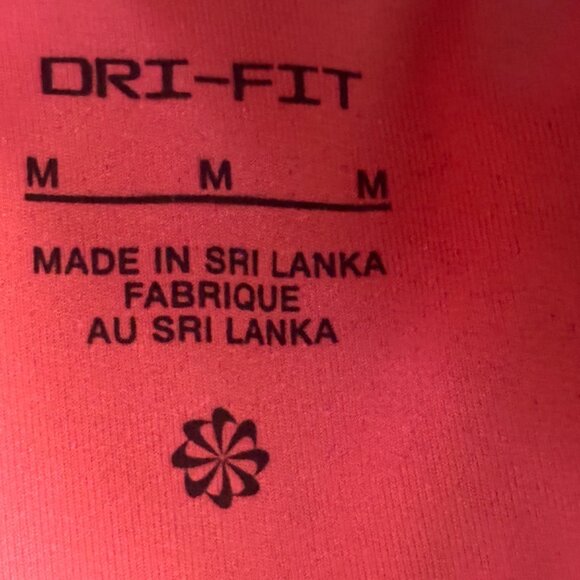 DRI-FIT
M M M
MADE IN SRI LANKA
FABRIQUE
AU SRI LANKA